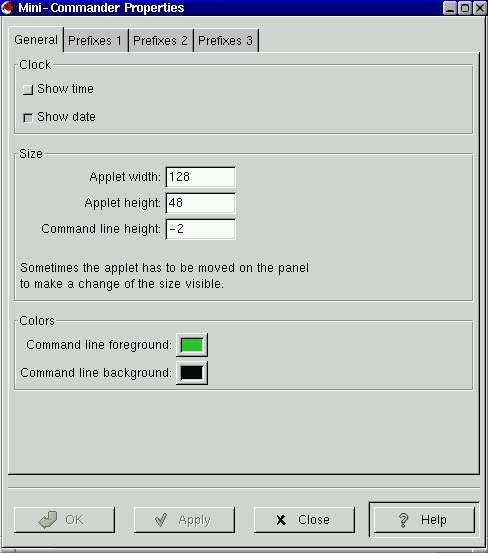 Mini-Commander Properties
General Prefixes 1 Prefixes 2 Prefixes 3
Clock
Show time
Show date
Size
Applet width: 128
Applet height: 48
Command line height: -2
Sometimes the applet has to be moved on the panel
to make a change of the size visible.
Colors
Command line foreground:
Command line background:
OK Apply Close Help